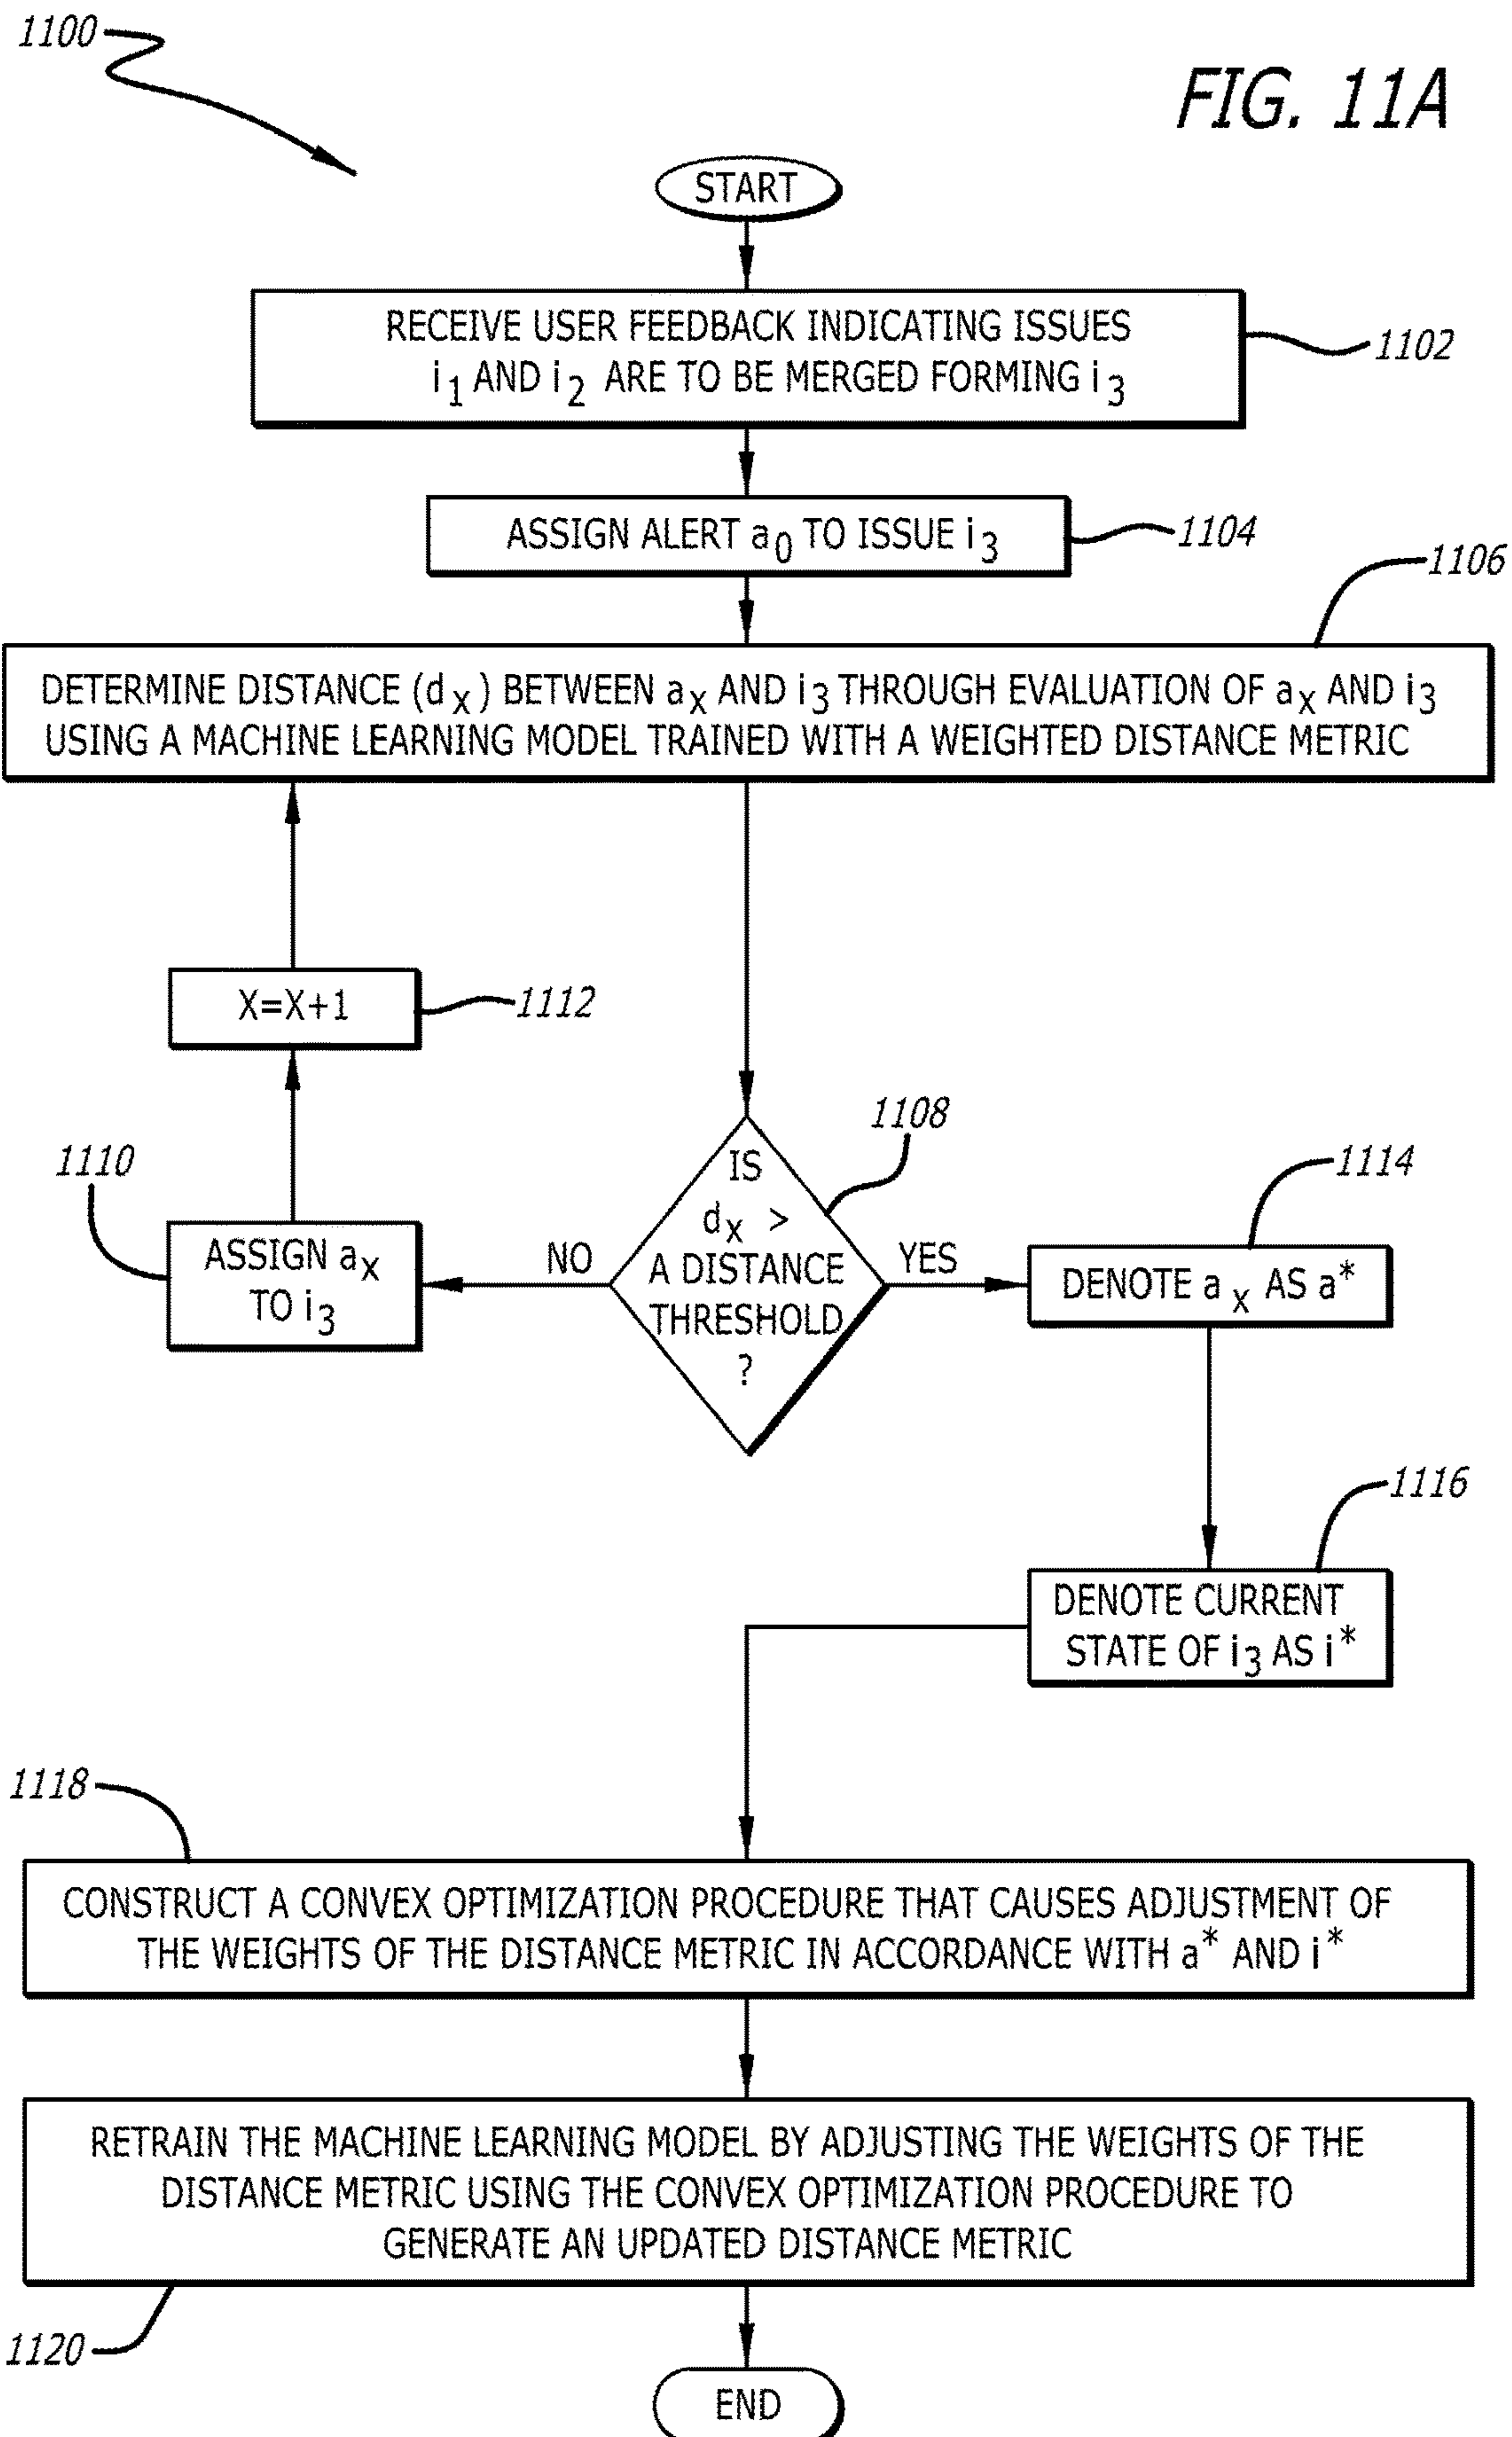 1100
FIG. 11A
START
RECEIVE USER FEEDBACK INDICATING ISSUES
i1 AND i2 ARE TO BE MERGED FORMING i3
1102
ASSIGN ALERT a0 TO ISSUE i3
1104
1106
DETERMINE DISTANCE (dx) BETWEEN ax AND i3 THROUGH EVALUATION OF ax AND i3
USING A MACHINE LEARNING MODEL TRAINED WITH A WEIGHTED DISTANCE METRIC
X=X+1
1112
1108
1110
1114
IS
dx >
A DISTANCE
THRESHOLD
?
NO
YES
ASSIGN ax
TO i3
DENOTE ax AS a*
1116
DENOTE CURRENT
STATE OF i3 AS i*
1118
CONSTRUCT A CONVEX OPTIMIZATION PROCEDURE THAT CAUSES ADJUSTMENT OF
THE WEIGHTS OF THE DISTANCE METRIC IN ACCORDANCE WITH a* AND i*
RETRAIN THE MACHINE LEARNING MODEL BY ADJUSTING THE WEIGHTS OF THE
DISTANCE METRIC USING THE CONVEX OPTIMIZATION PROCEDURE TO
GENERATE AN UPDATED DISTANCE METRIC
1120
END